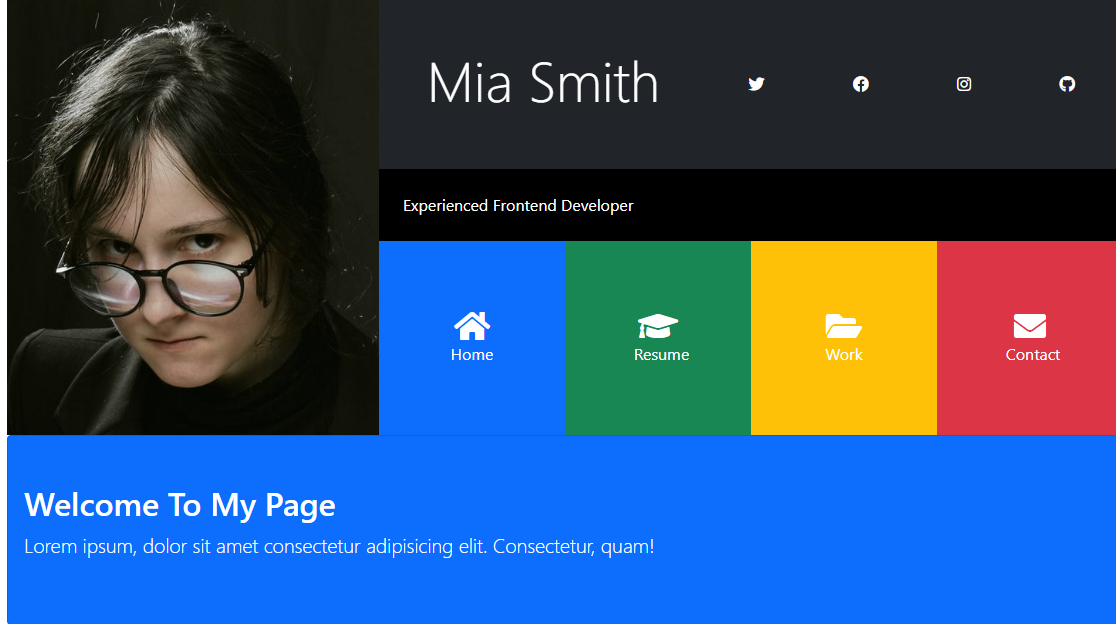 Mia Smith
Experienced Frontend Developer
Home
Resume
Work
Contact
Welcome To My Page
Lorem ipsum, dolor sit amet consectetur adipisicing elit. Consectetur, quam!